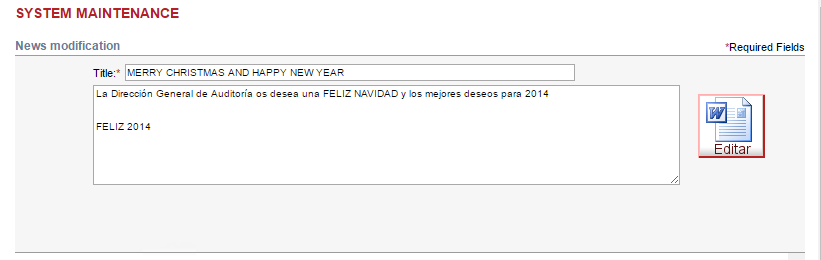 SYSTEM MAINTENANCE
News modification
*Required Fields
Title:* MERRY CHRISTMAS AND HAPPY NEW YEAR
La Dirección General de Auditoría os desea una FELIZ NAVIDAD y los mejores deseos para 2014
FELIZ 2014
W
Editar